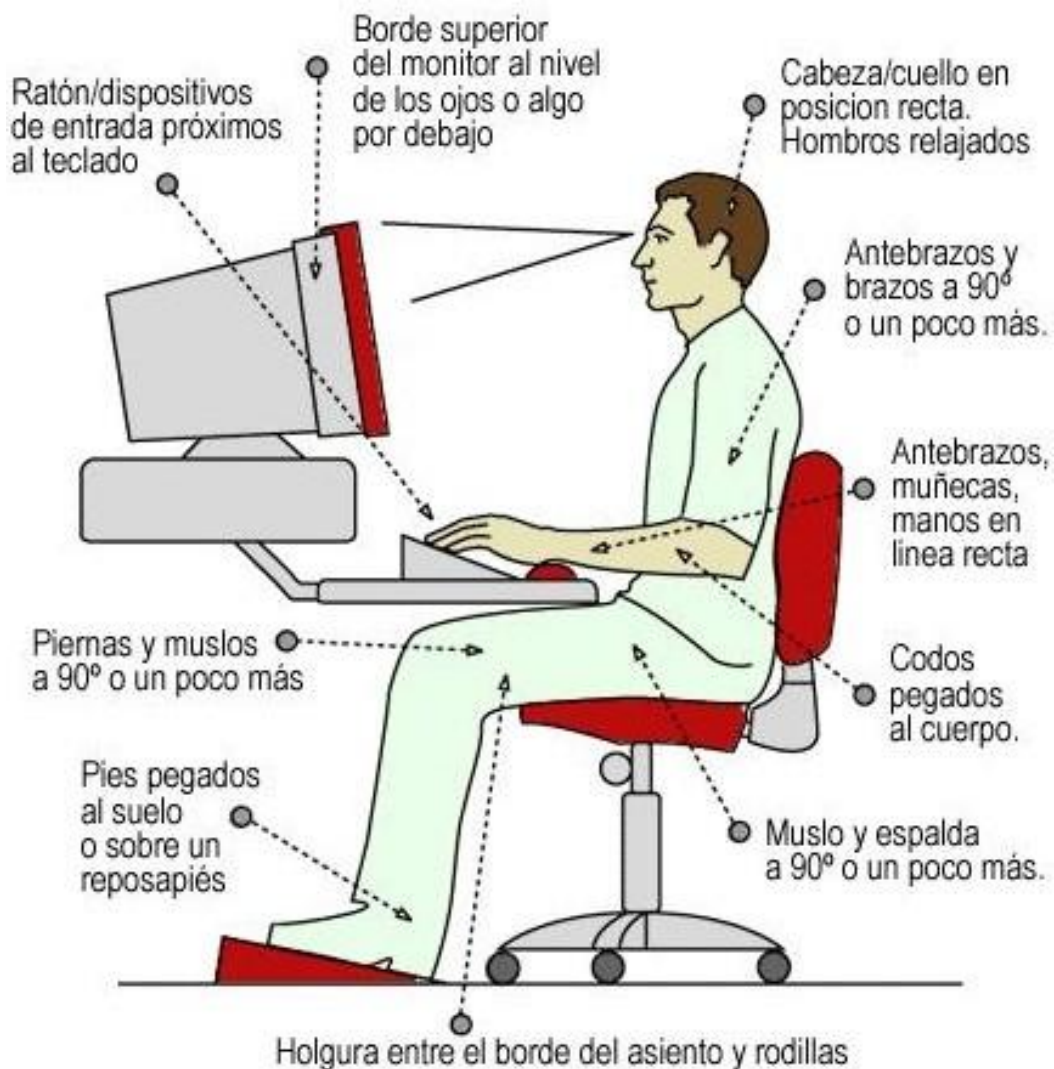 Borde superior
del monitor al nivel
de los ojos o algo
por debajo
Ratón/dispositivos
de entrada próximos
al teclado
Cabeza/cuello en
posicion recta.
Hombros relajados
Antebrazos y
brazos a 90º
o un poco más.
Antebrazos,
muñecas,
manos en
linea recta
Piernas y muslos
a 90º o un poco más
Codos
pegados
al cuerpo.
Pies pegados
al suelo
o sobre un
reposapiés
Muslo y espalda
a 90º o un poco más.
Holgura entre el borde del asiento y rodillas